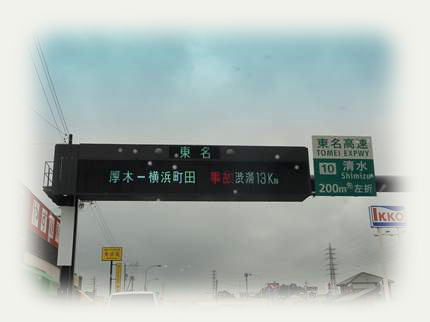 東名
厚木ー横浜町田 事故渋滞13Km
東名高速
TOMEI EXPWY
10 清水
Shimizu
200m先左折
IKKO